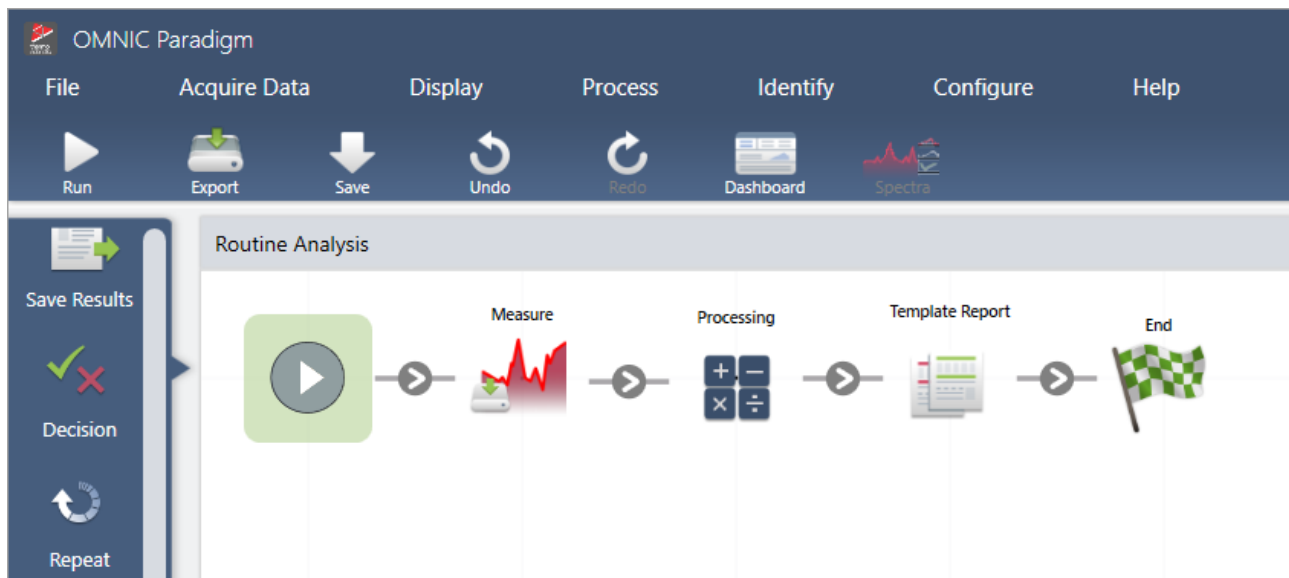 OMNIC Paradigm
File Acquire Data Display Process Identify Configure Help
Run Export Save Undo Redo Dashboard Spectra
Routine Analysis
Save Results
Decision
Repeat
Measure Processing Template Report End